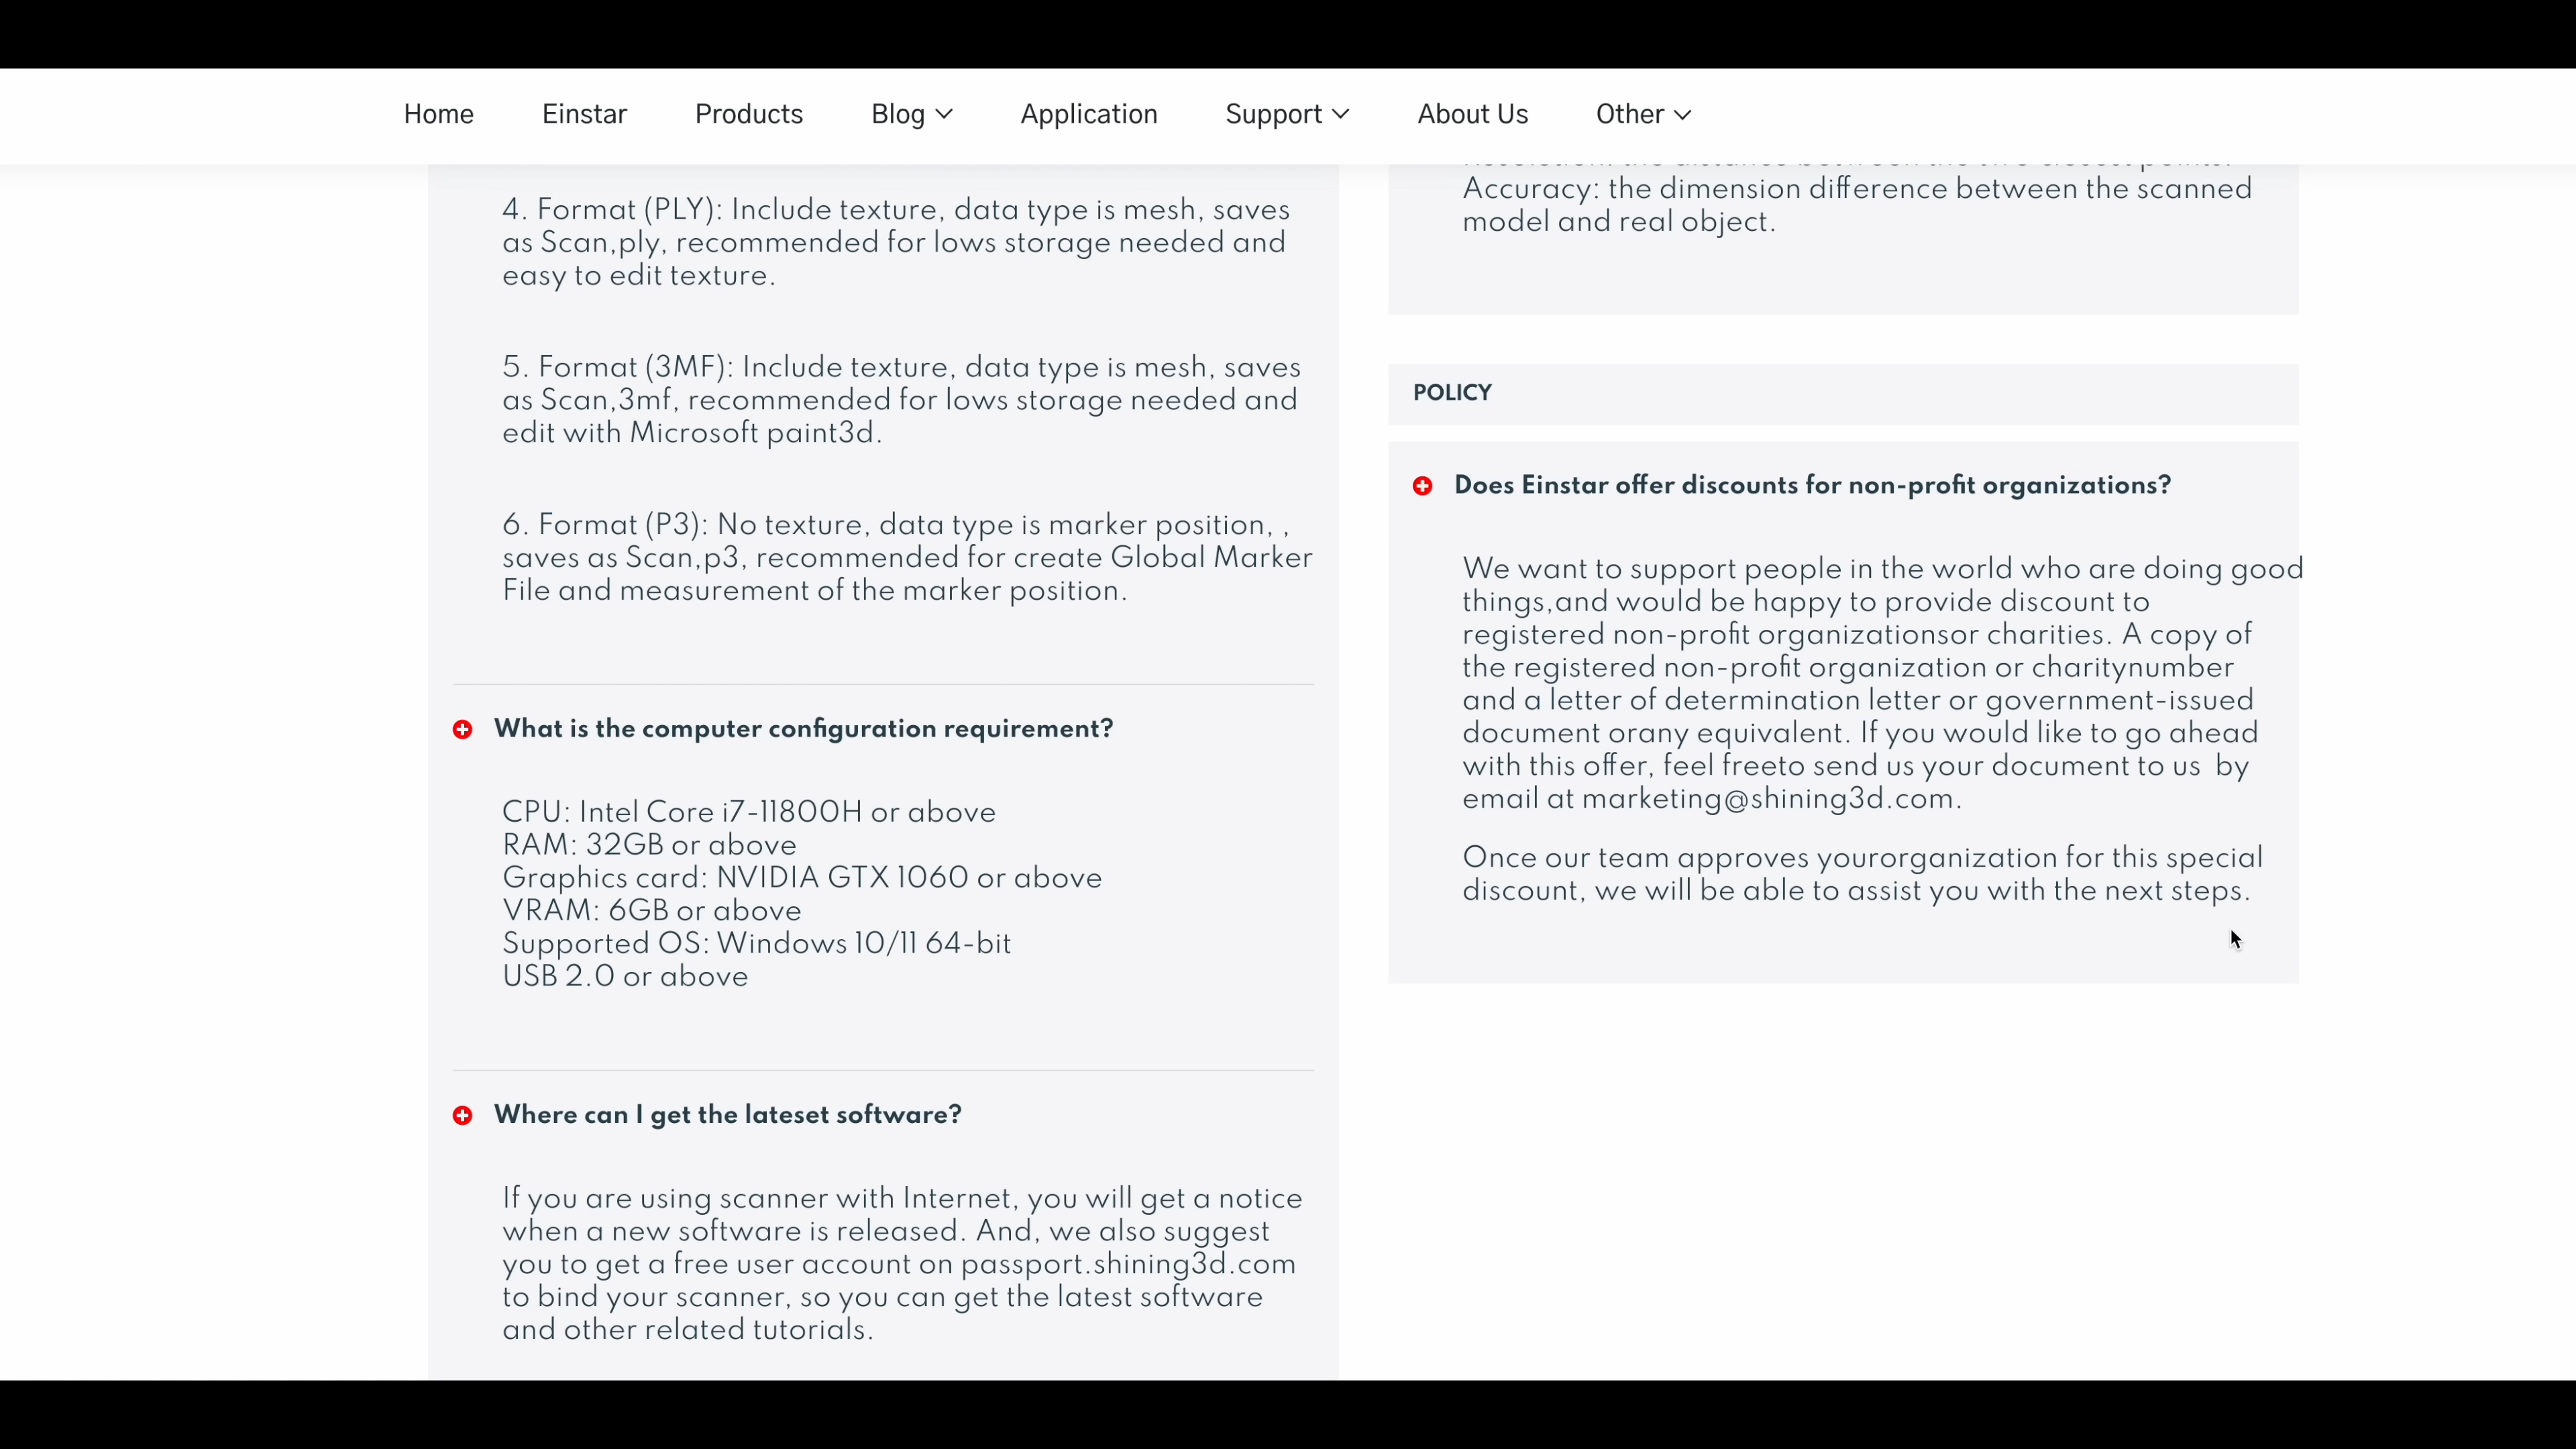 Home Einstar Products Blog Application Support About Us Other
4. Format (PLY): Include texture, data type is mesh, saves
as Scan,ply, recommended for lows storage needed and
easy to edit texture.
5. Format (3MF): Include texture, data type is mesh, saves
as Scan,3mf, recommended for lows storage needed and
edit with Microsoft paint3d.
6. Format (P3): No texture, data type is marker position, ,
saves as Scan,p3, recommended for create Global Marker
File and measurement of the marker position.
What is the computer configuration requirement?
CPU: Intel Core i7-11800H or above
RAM: 32GB or above
Graphics card: NVIDIA GTX 1060 or above
VRAM: 6GB or above
Supported OS: Windows 10/11 64-bit
USB 2.0 or above
Where can I get the lateset software?
If you are using scanner with Internet, you will get a notice
when a new software is released. And, we also suggest
you to get a free user account on passport.shining3d.com
to bind your scanner, so you can get the latest software
and other related tutorials.
Accuracy: the dimension difference between the scanned
model and real object.
POLICY
Does Einstar offer discounts for non-profit organizations?
We want to support people in the world who are doing good
things,and would be happy to provide discount to
registered non-profit organizationsor charities. A copy of
the registered non-profit organization or charitynumber
and a letter of determination letter or government-issued
document orany equivalent. If you would like to go ahead
with this offer, feel freeto send us your document to us  by
email at marketing@shining3d.com.
Once our team approves yourorganization for this special
discount, we will be able to assist you with the next steps.